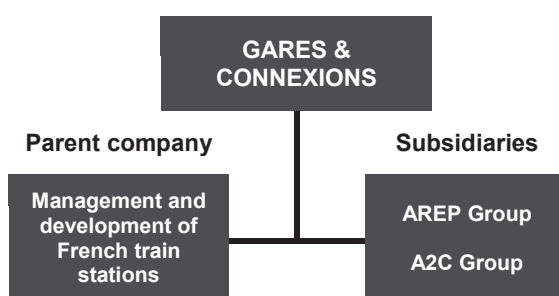 GARES &
CONNEXIONS
Parent company
Management and
development of
French train
stations
Subsidiaries
AREP Group
A2C Group